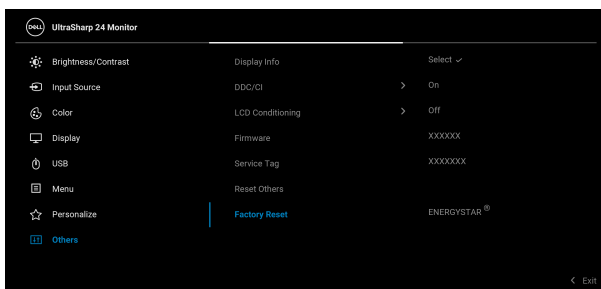 DELL UltraSharp 24 Monitor
Brightness/Contrast Display Info Select ✓
Input Source DDC/CI > On
Color LCD Conditioning > Off
Display Firmware XXXXXX
USB Service Tag XXXXXXX
Menu Reset Others
Personalize Factory Reset ENERGYSTAR ®
Others
< Exit